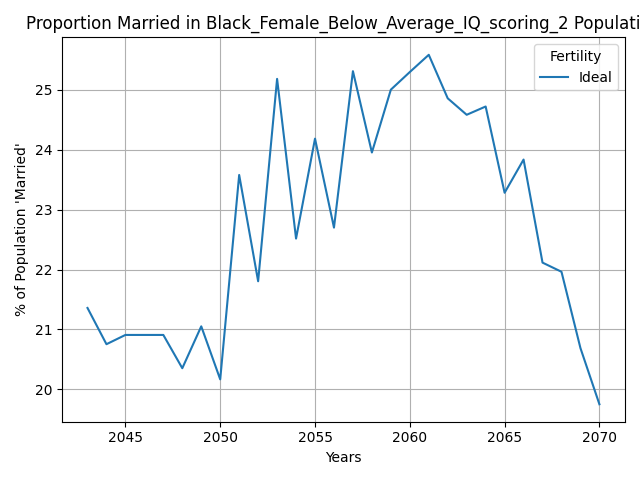 Proportion Married in Black_Female_Below_Average_IQ_scoring_2 Populati
Fertility
Ideal
% of Population 'Married'
25
24
23
22
21
20
2045 2050 2055 2060 2065 2070
Years